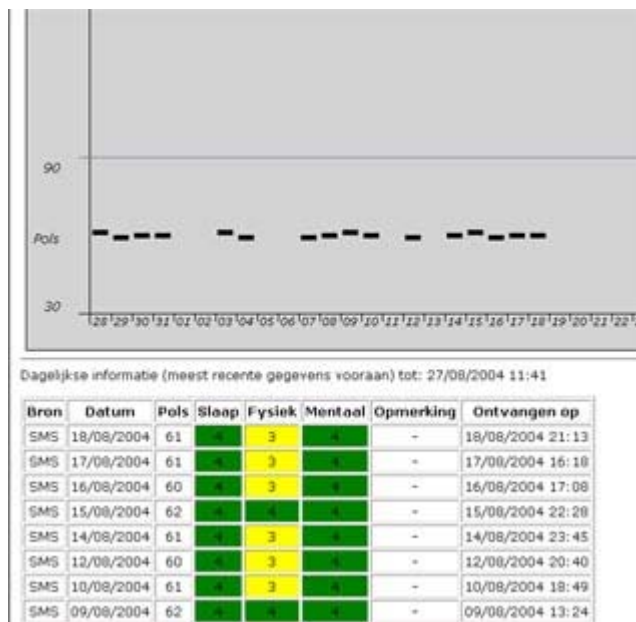 90
Pols
30
28 29 30 31 01 02 03 04 05 06 07 08 09 10 11 12 13 14 15 16 17 18 19 20 21 22
Dagelijkse informatie (meest recente gegevens vooraan) tot: 27/08/2004 11:41
Bron Datum Pols Slaap Fysiek Mentaal Opmerking Ontvangen op
SMS 18/08/2004 61 4 3 4 - 18/08/2004 21:13
SMS 17/08/2004 61 4 3 4 - 17/08/2004 16:18
SMS 16/08/2004 60 4 3 4 - 16/08/2004 17:08
SMS 15/08/2004 62 4 4 4 - 15/08/2004 22:28
SMS 14/08/2004 61 4 3 4 - 14/08/2004 23:45
SMS 12/08/2004 60 4 3 4 - 12/08/2004 20:40
SMS 10/08/2004 61 4 3 4 - 10/08/2004 18:49
SMS 09/08/2004 62 4 4 4 - 09/08/2004 13:24